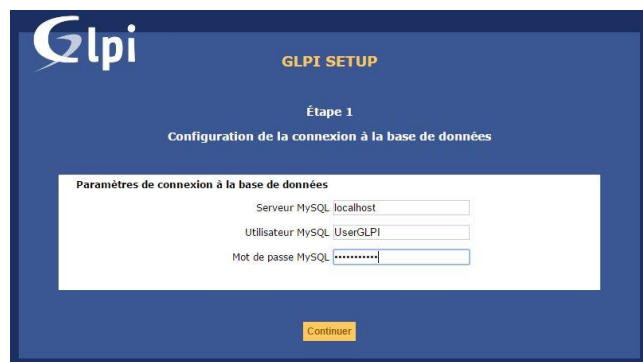 Glpi
GLPI SETUP
Étape 1
Configuration de la connexion à la base de données
Paramètres de connexion à la base de données
Serveur MySQL localhost
Utilisateur MySQL UserGLPI
Mot de passe MySQL •••••••••••
Continuer